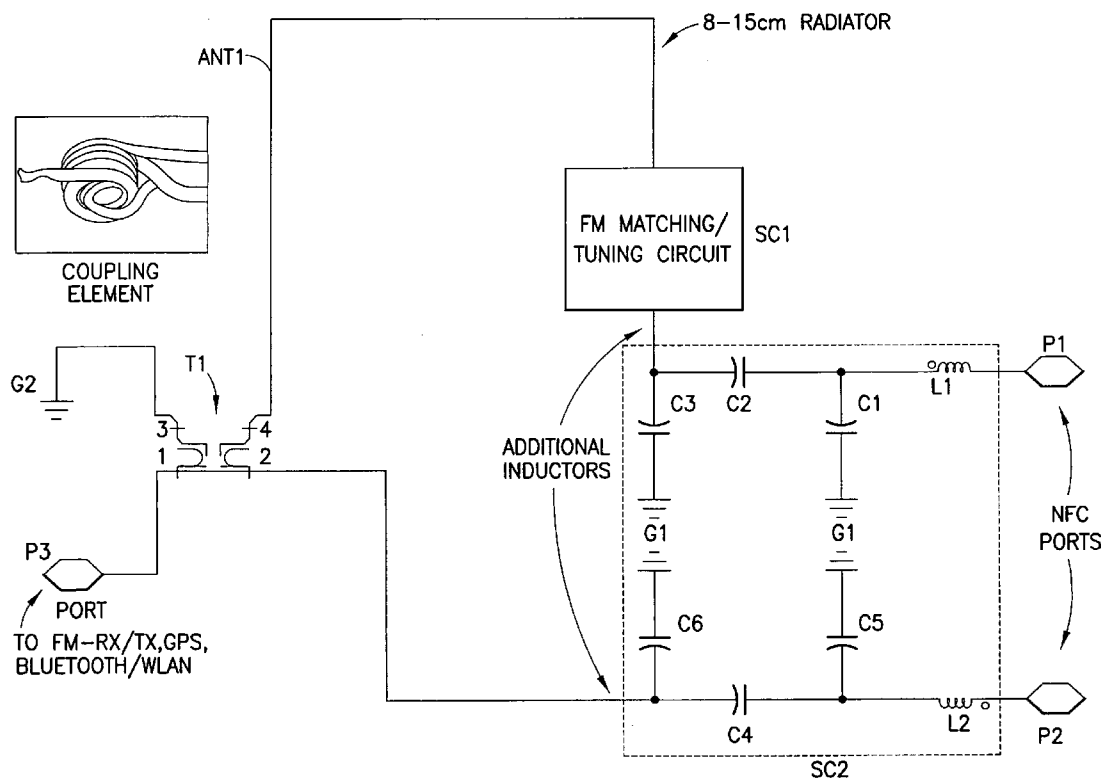 8-15cm RADIATOR
ANT1
FM MATCHING/
TUNING CIRCUIT
SC1
COUPLING
ELEMENT
G2
T1
3
4
1
2
P3
PORT
TO FM-RX/TX,GPS,
BLUETOOTH/WLAN
ADDITIONAL
INDUCTORS
C3
C2
C1
L1
P1
G1
G1
NFC
PORTS
C6
C5
C4
L2
P2
SC2